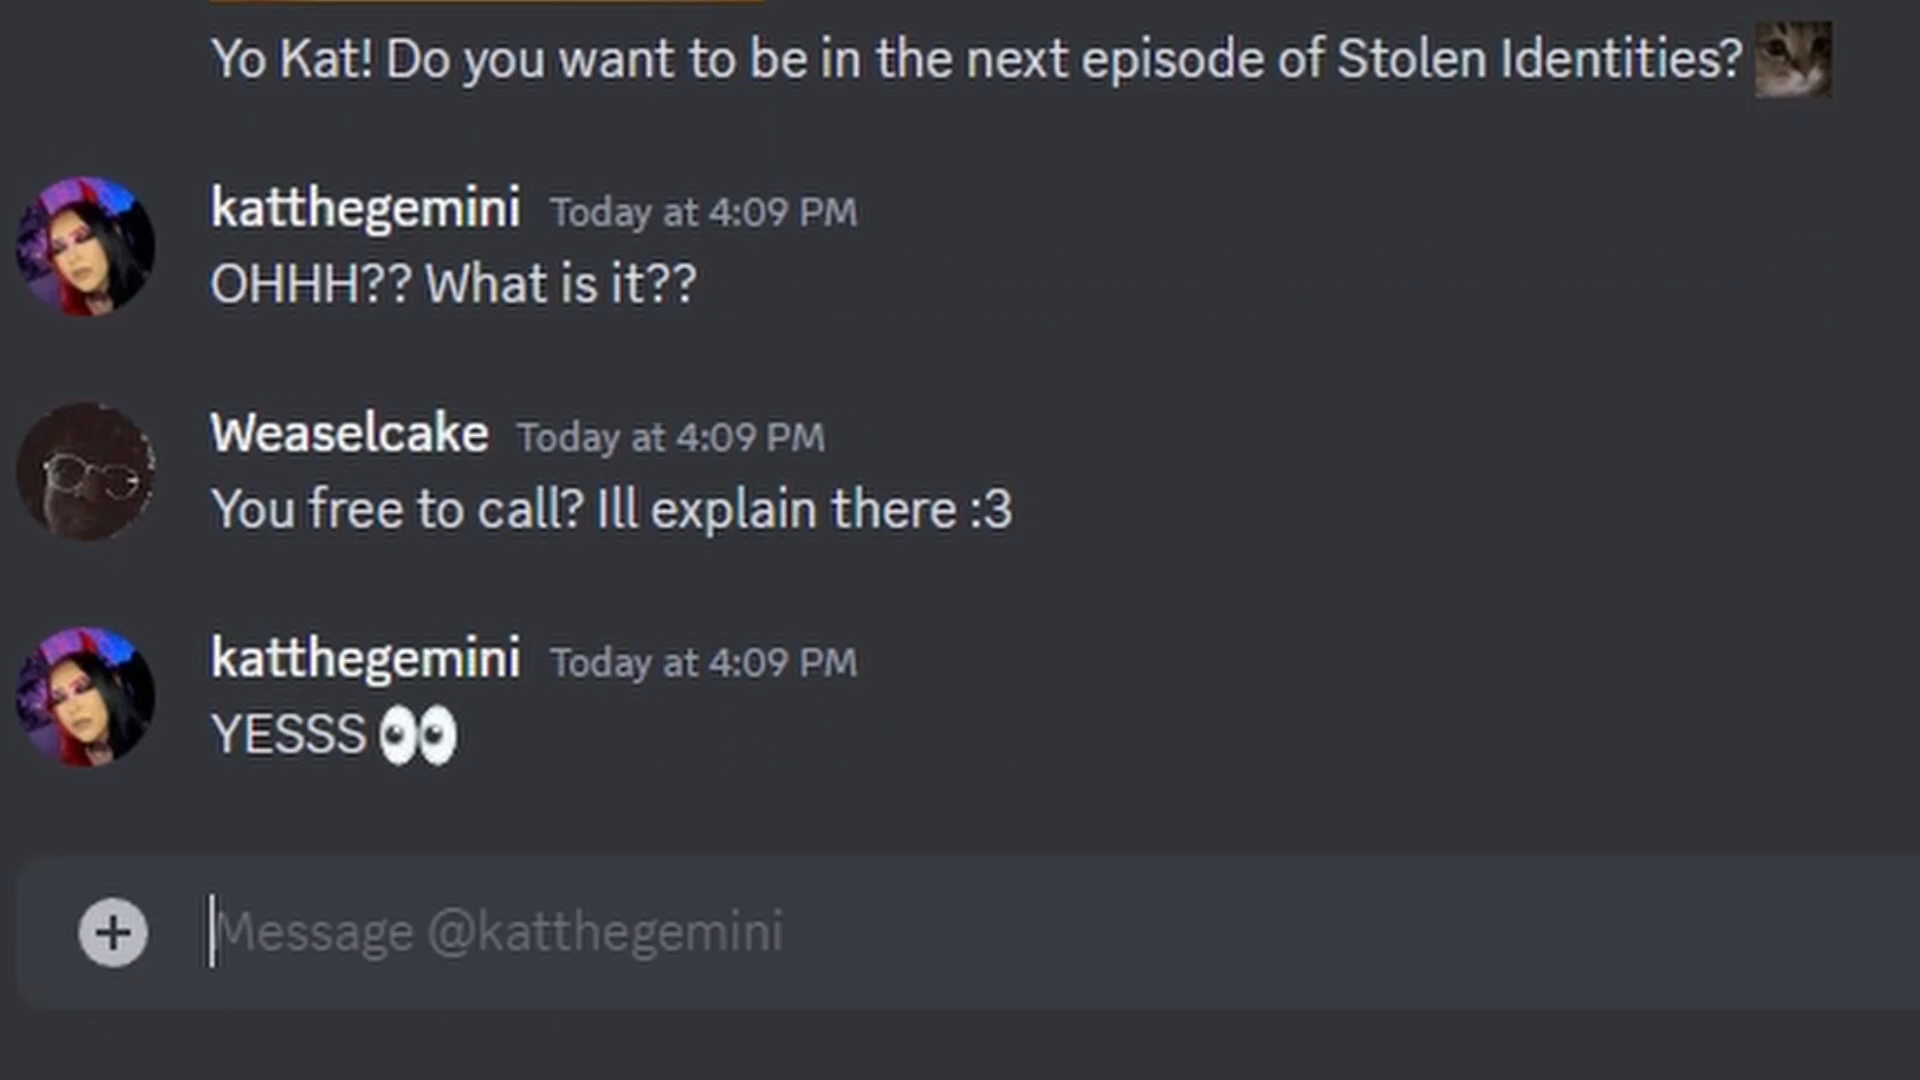 Yo Kat! Do you want to be in the next episode of Stolen Identities?
katthegemini Today at 4:09 PM
OHHH?? What is it??
Weaselcake Today at 4:09 PM
You free to call? Ill explain there :3
katthegemini Today at 4:09 PM
YESSS 👀
Message @katthegemini